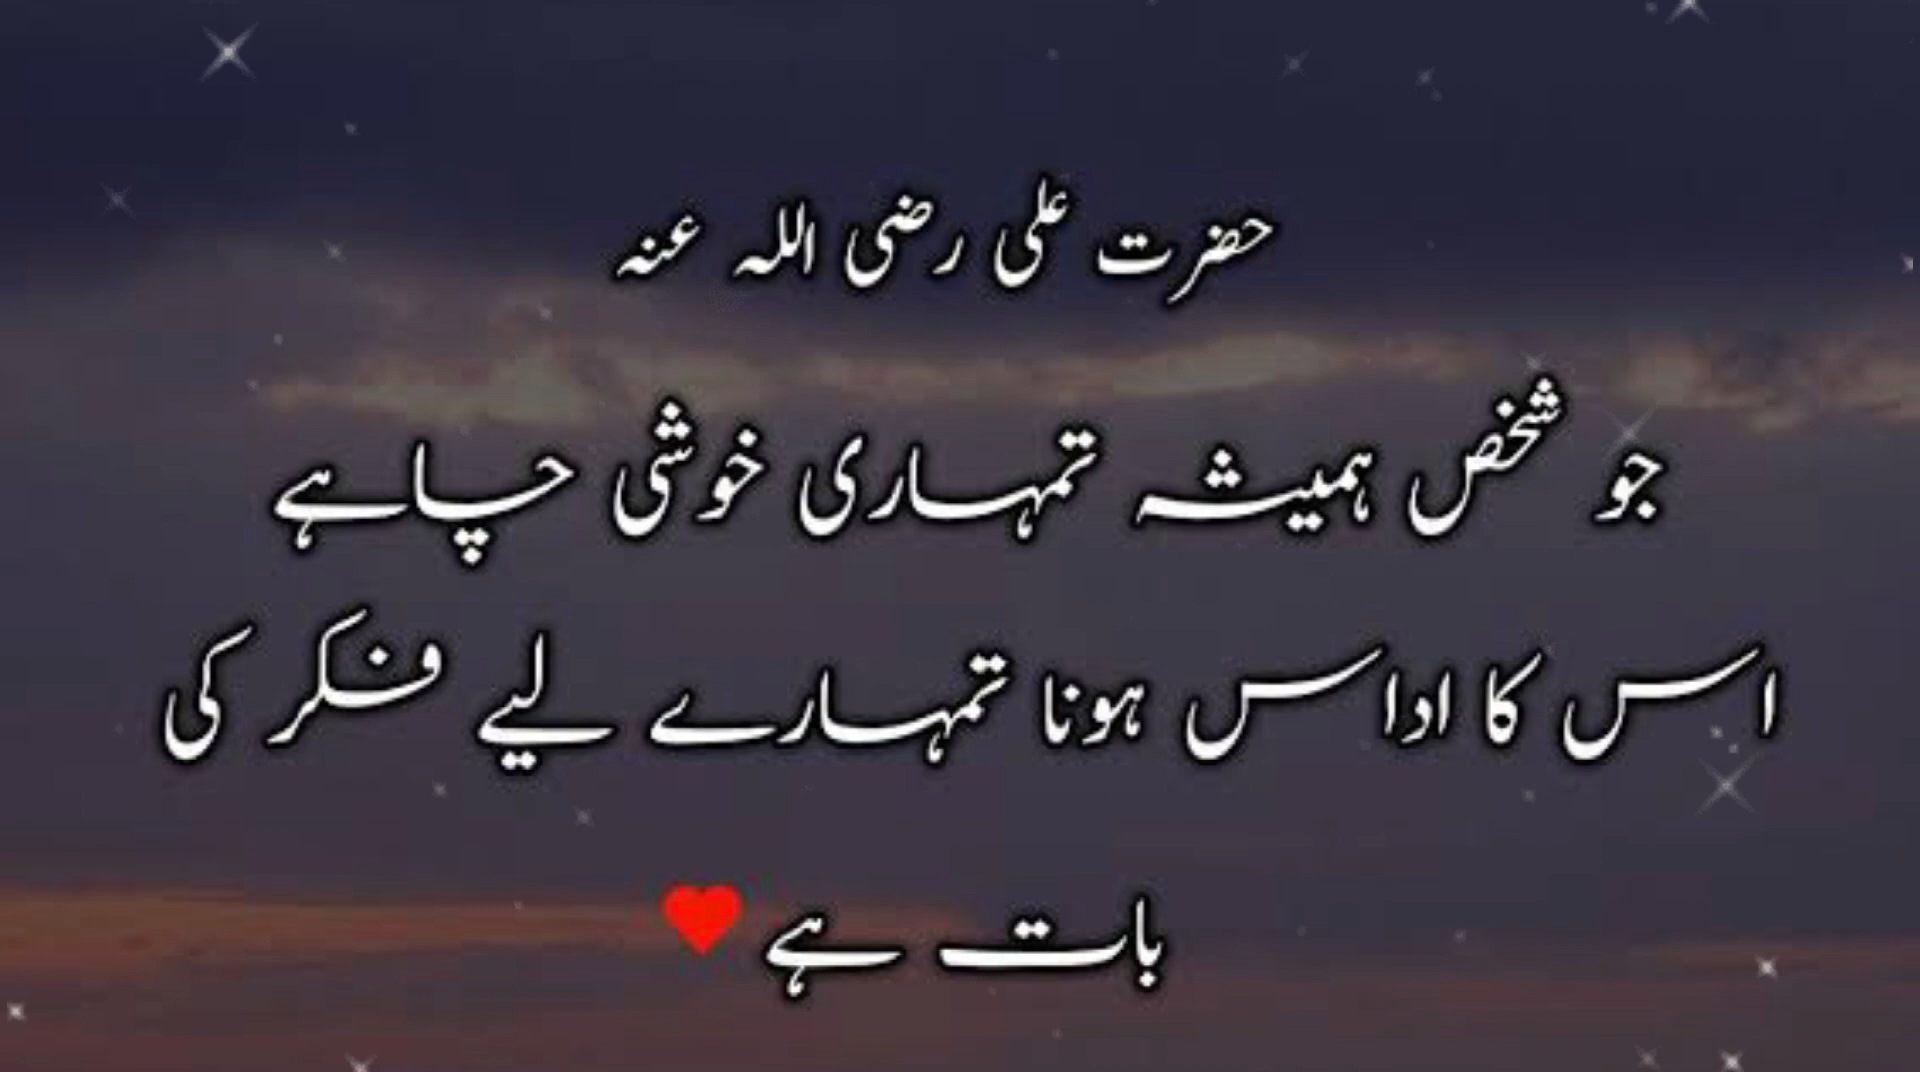 حضرت علی رضی اللہ عنہ
جو شخص ہمیشہ تمہاری خوشی چاہے
اس کا اداس ہونا تمہارے لیے فکر کی
بات ہے ❤